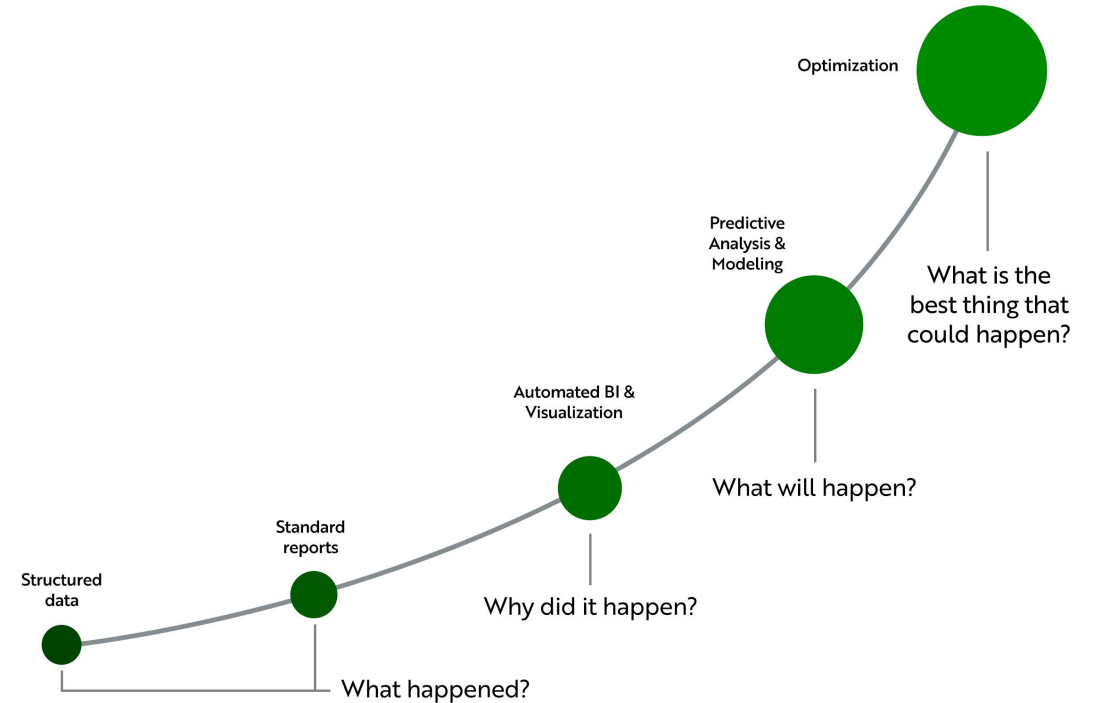 Optimization
What is the
best thing that
could happen?
Predictive
Analysis &
Modeling
What will happen?
Automated BI &
Visualization
Why did it happen?
Standard
reports
Structured
data
What happened?